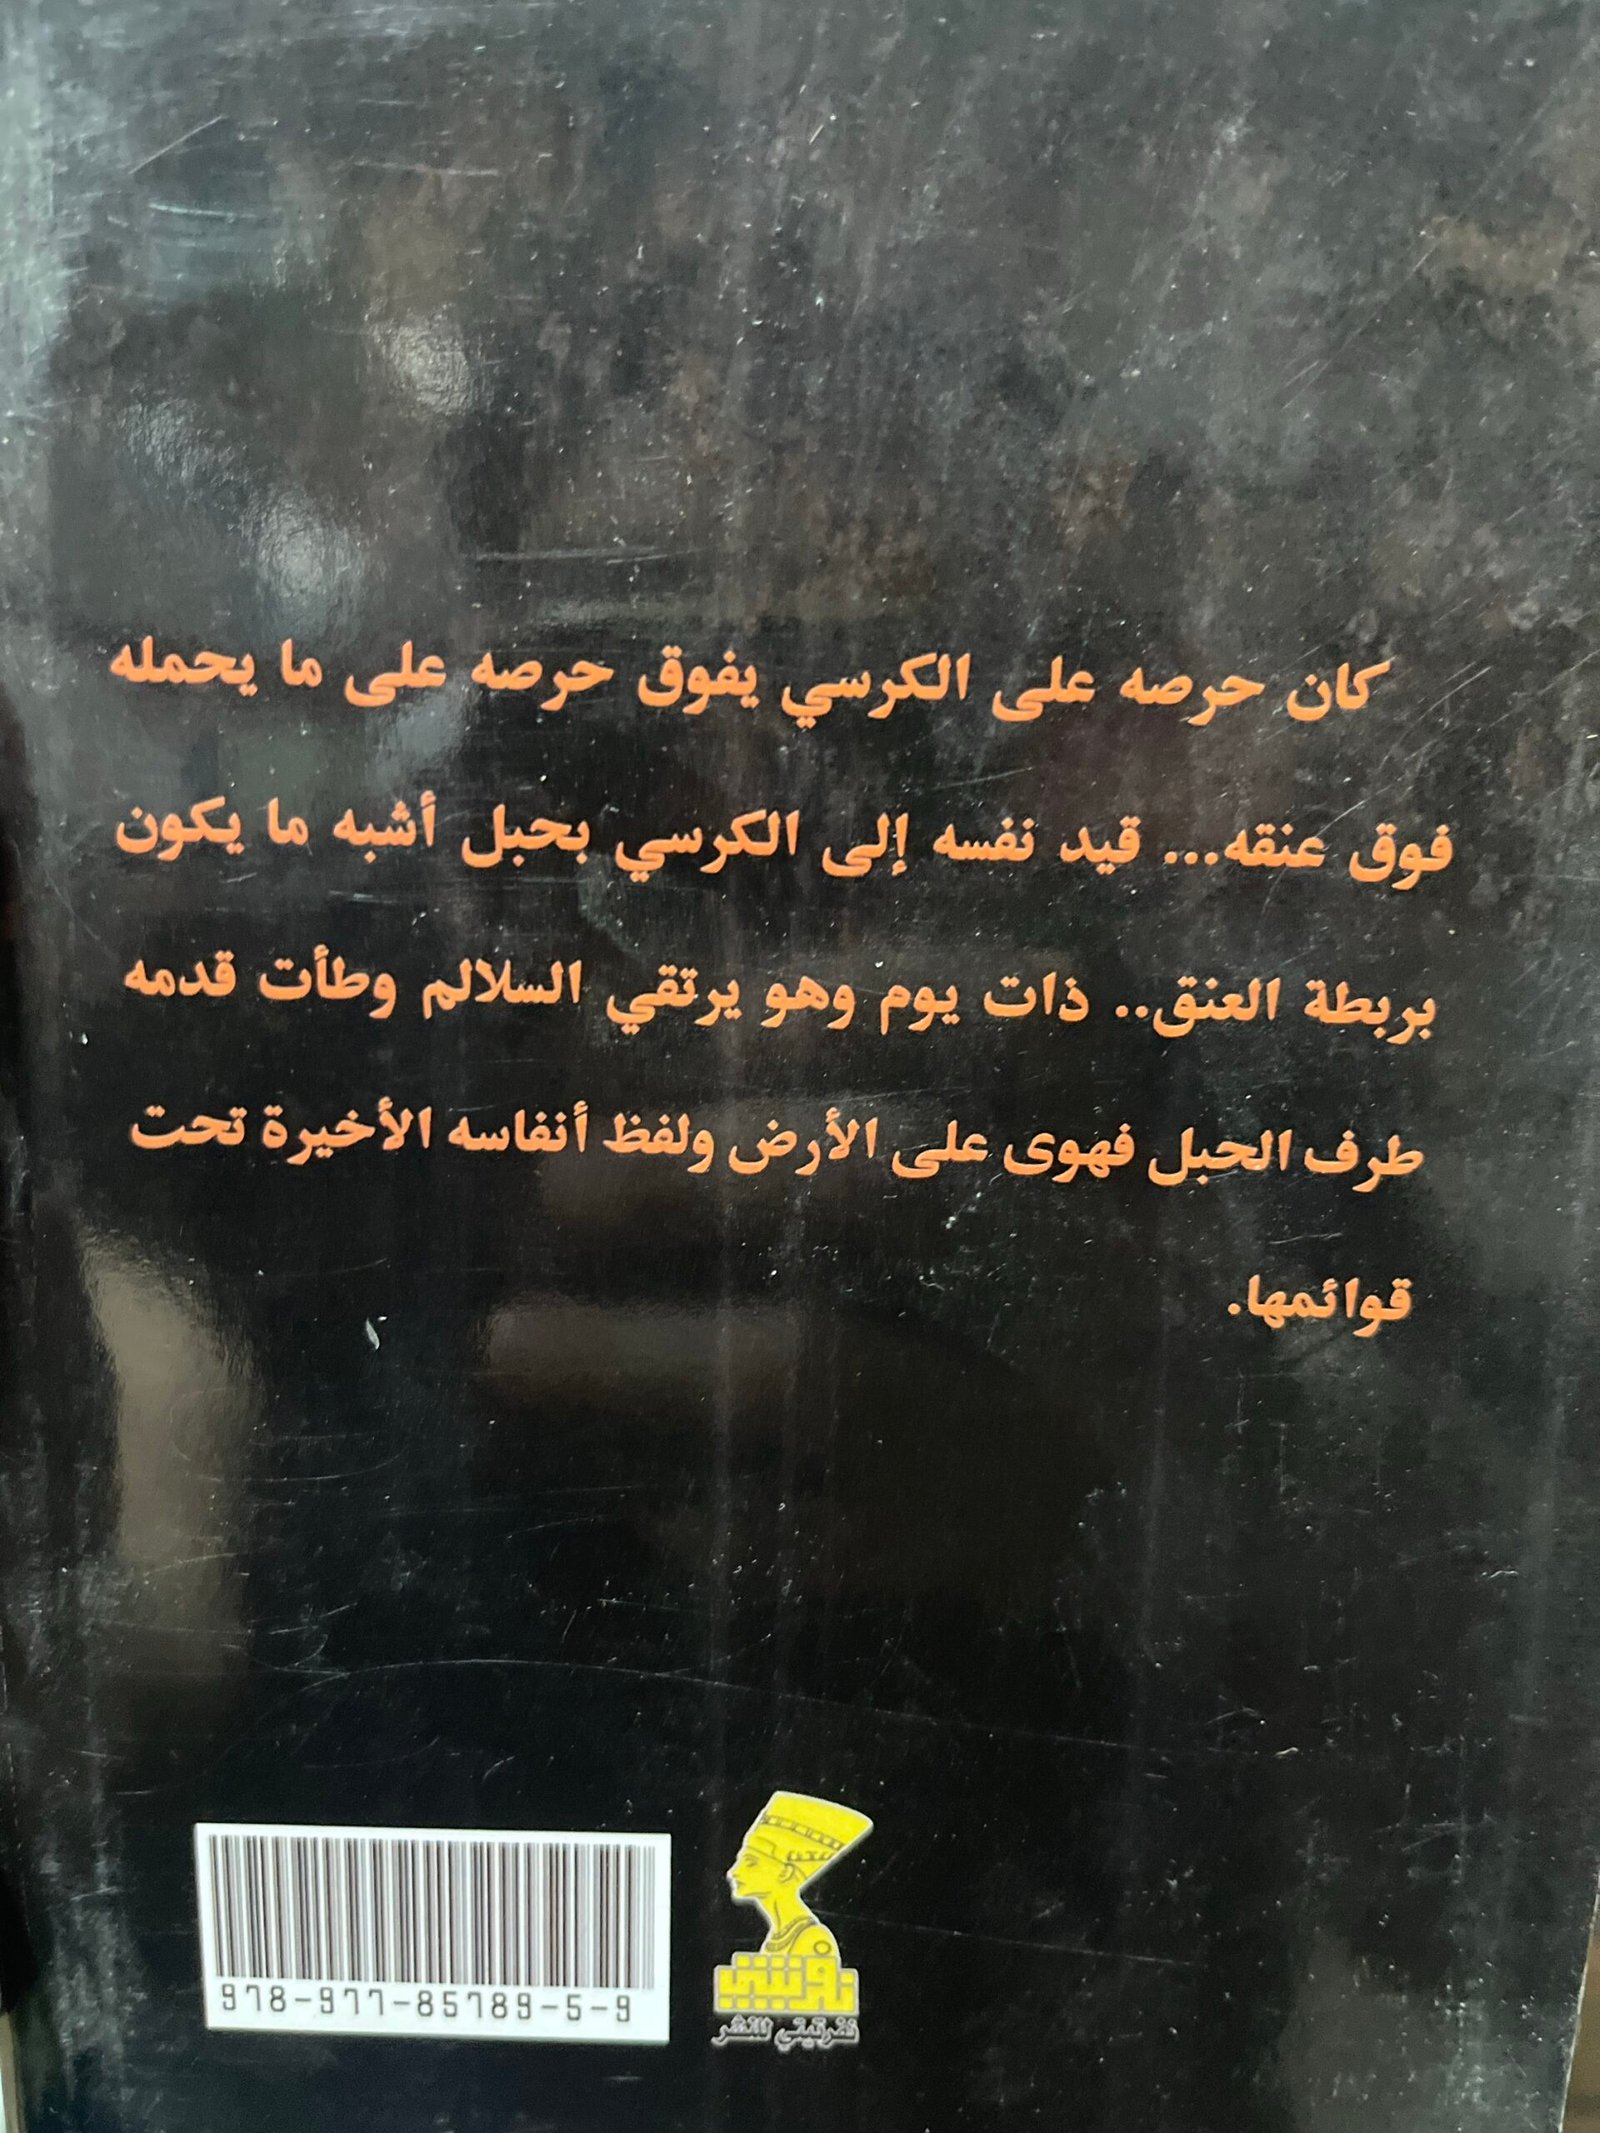 كان حرصه على الكرسي يفوق حرصه على ما يحمله
فوق عنقه... قيد نفسه إلى الكرسي بحبل أشبه ما يكون
بربطة العنق.. ذات يوم وهو يرتقي السلالم وطأت قدمه
طرف الحبل فهوى على الأرض ولفظ أنفاسه الأخيرة تحت
قوائمها.
978-977-85789-5-9
نفرتيتي
نفرتيتي للنشر